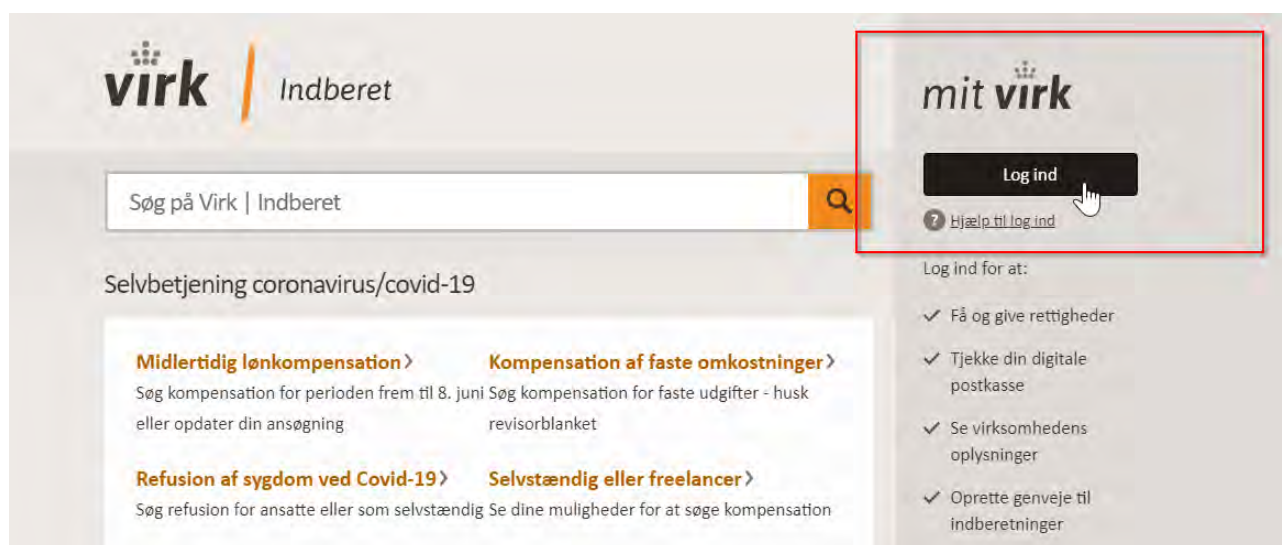 virk | Indberet
Søg på Virk | Indberet
Selvbetjening coronavirus/covid-19
Midlertidig lønkompensation
Søg kompensation for perioden frem til 8. juni
eller opdater din ansøgning
Kompensation af faste omkostninger
Søg kompensation for faste udgifter - husk
revisorblanket
Refusion af sygdom ved Covid-19
Søg refusion for ansatte eller som selvstændig
Selvstændig eller freelancer
Se dine muligheder for at søge kompensation
mit virk
Log ind
? Hjælp til log ind
Log ind for at:
✓ Få og give rettigheder
✓ Tjekke din digitale
postkasse
✓ Se virksomhedens
oplysninger
✓ Oprette genveje til
indberetninger